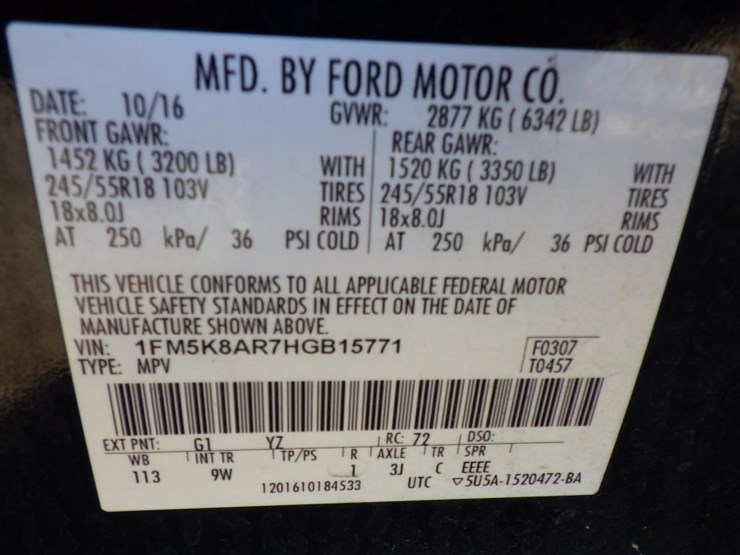 MFD. BY FORD MOTOR CO.
DATE: 10/16 GVWR: 2877 KG ( 6342 LB)
FRONT GAWR: REAR GAWR:
1452 KG ( 3200 LB) WITH 1520 KG ( 3350 LB) WITH
245/55R18 103V TIRES 245/55R18 103V TIRES
18x8.0J RIMS 18x8.0J RIMS
AT 250 kPa/ 36 PSI COLD AT 250 kPa/ 36 PSI COLD
THIS VEHICLE CONFORMS TO ALL APPLICABLE FEDERAL MOTOR
VEHICLE SAFETY STANDARDS IN EFFECT ON THE DATE OF
MANUFACTURE SHOWN ABOVE.
VIN: 1FM5K8AR7HGB15771 F0307
TYPE: MPV T0457
EXT PNT: G1 YZ RC: 72 DSO:
WB INT TR TP/PS R AXLE TR SPR
113 9W 1 3J C EEEE
1201610184533 UTC ▽5U5A-1520472-BA